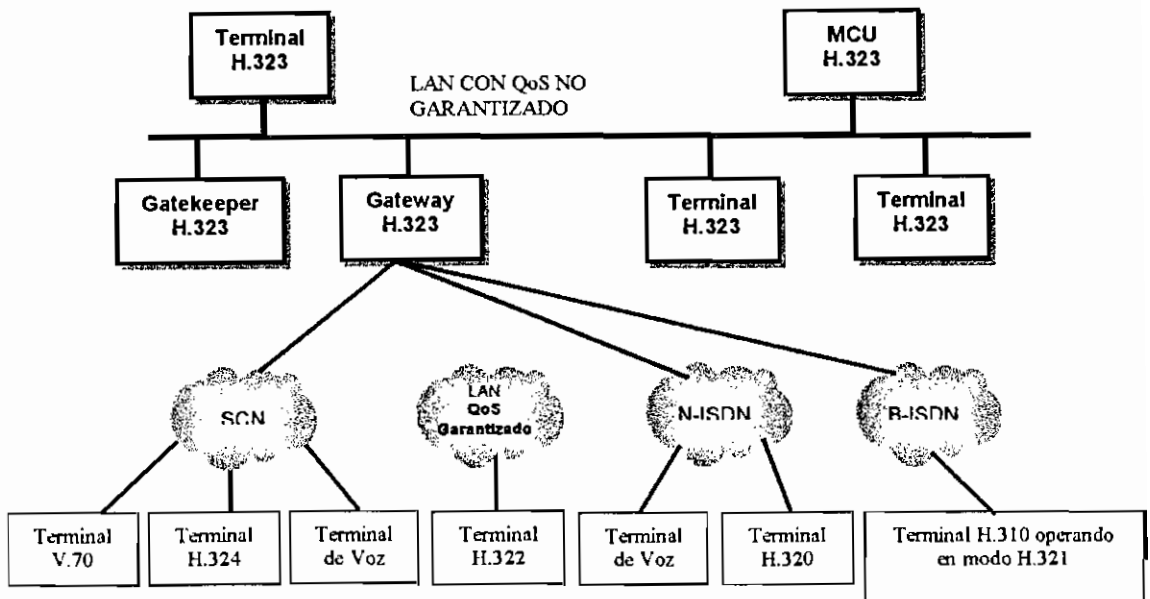 Terminal
H.323
MCU
H.323
LAN CON QoS NO
GARANTIZADO
Gatekeeper
H.323
Gateway
H.323
Terminal
H.323
Terminal
H.323
SCN
LAN
QoS
Garantizado
N-ISDN
B-ISDN
Terminal
V.70
Terminal
H.324
Terminal
de Voz
Terminal
H.322
Terminal
de Voz
Terminal
H.320
Terminal H.310 operando
en modo H.321